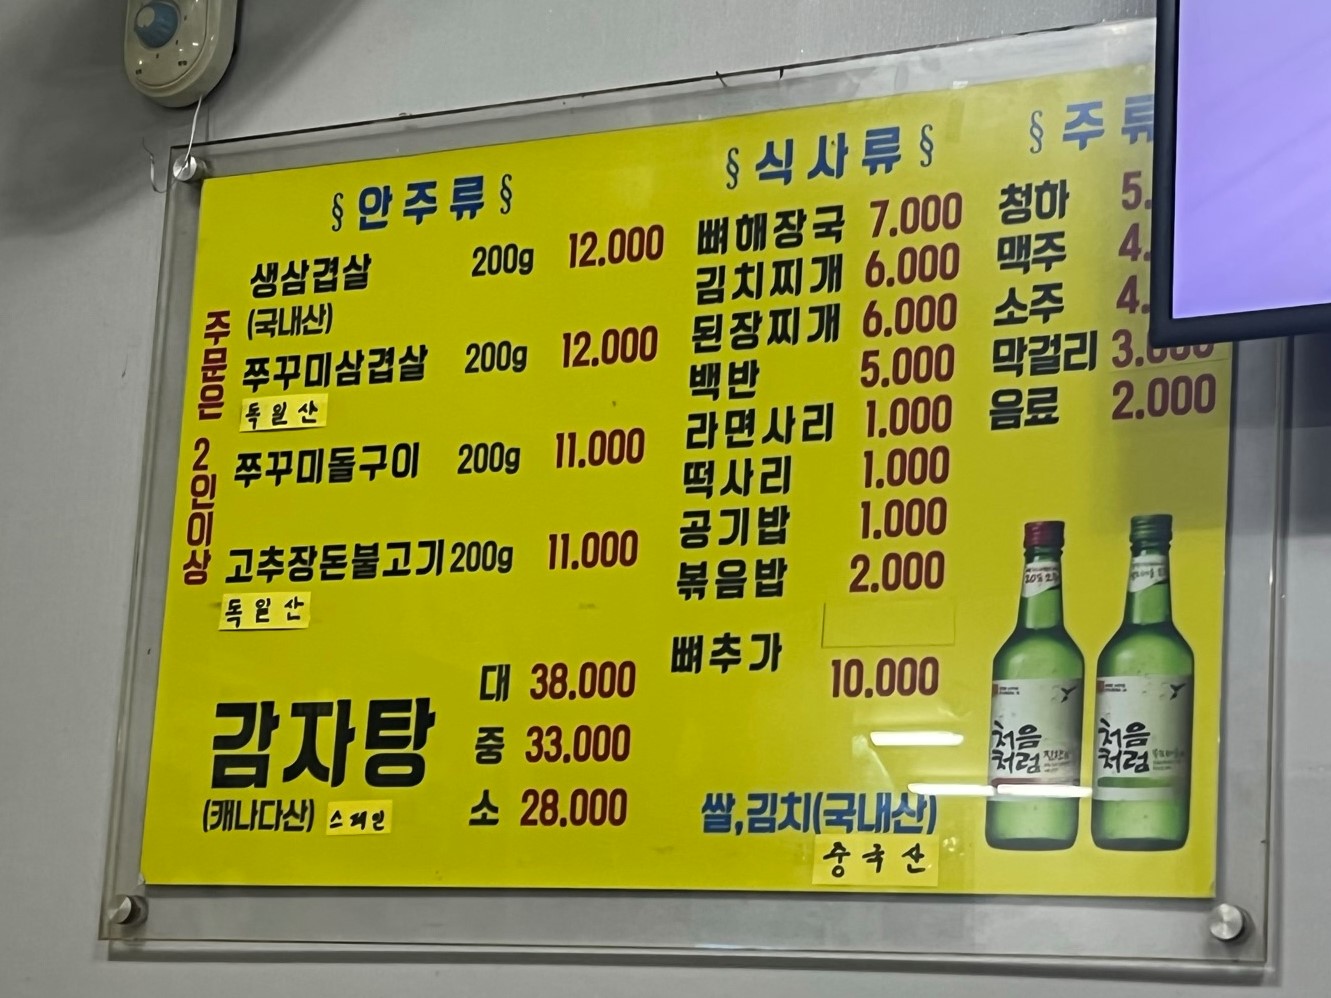 § 안주류 §
생삼겹살 200g 12.000
(국내산)
쭈꾸미삼겹살 200g 12.000
독일산
쭈꾸미돌구이 200g 11.000
고추장돈불고기 200g 11.000
독일산
주문은 2인이상
감자탕
(캐나다산) 스페인
대 38.000
중 33.000
소 28.000
§ 식사류 §
뼈해장국 7.000
김치찌개 6.000
된장찌개 6.000
백반 5.000
라면사리 1.000
떡사리 1.000
공기밥 1.000
볶음밥 2.000
뼈추가 10.000
쌀,김치(국내산)
중국산
§ 주류
청하 5.
맥주 4.
소주 4.
막걸리 3.000
음료 2.000
처음
처럼
처음
처럼